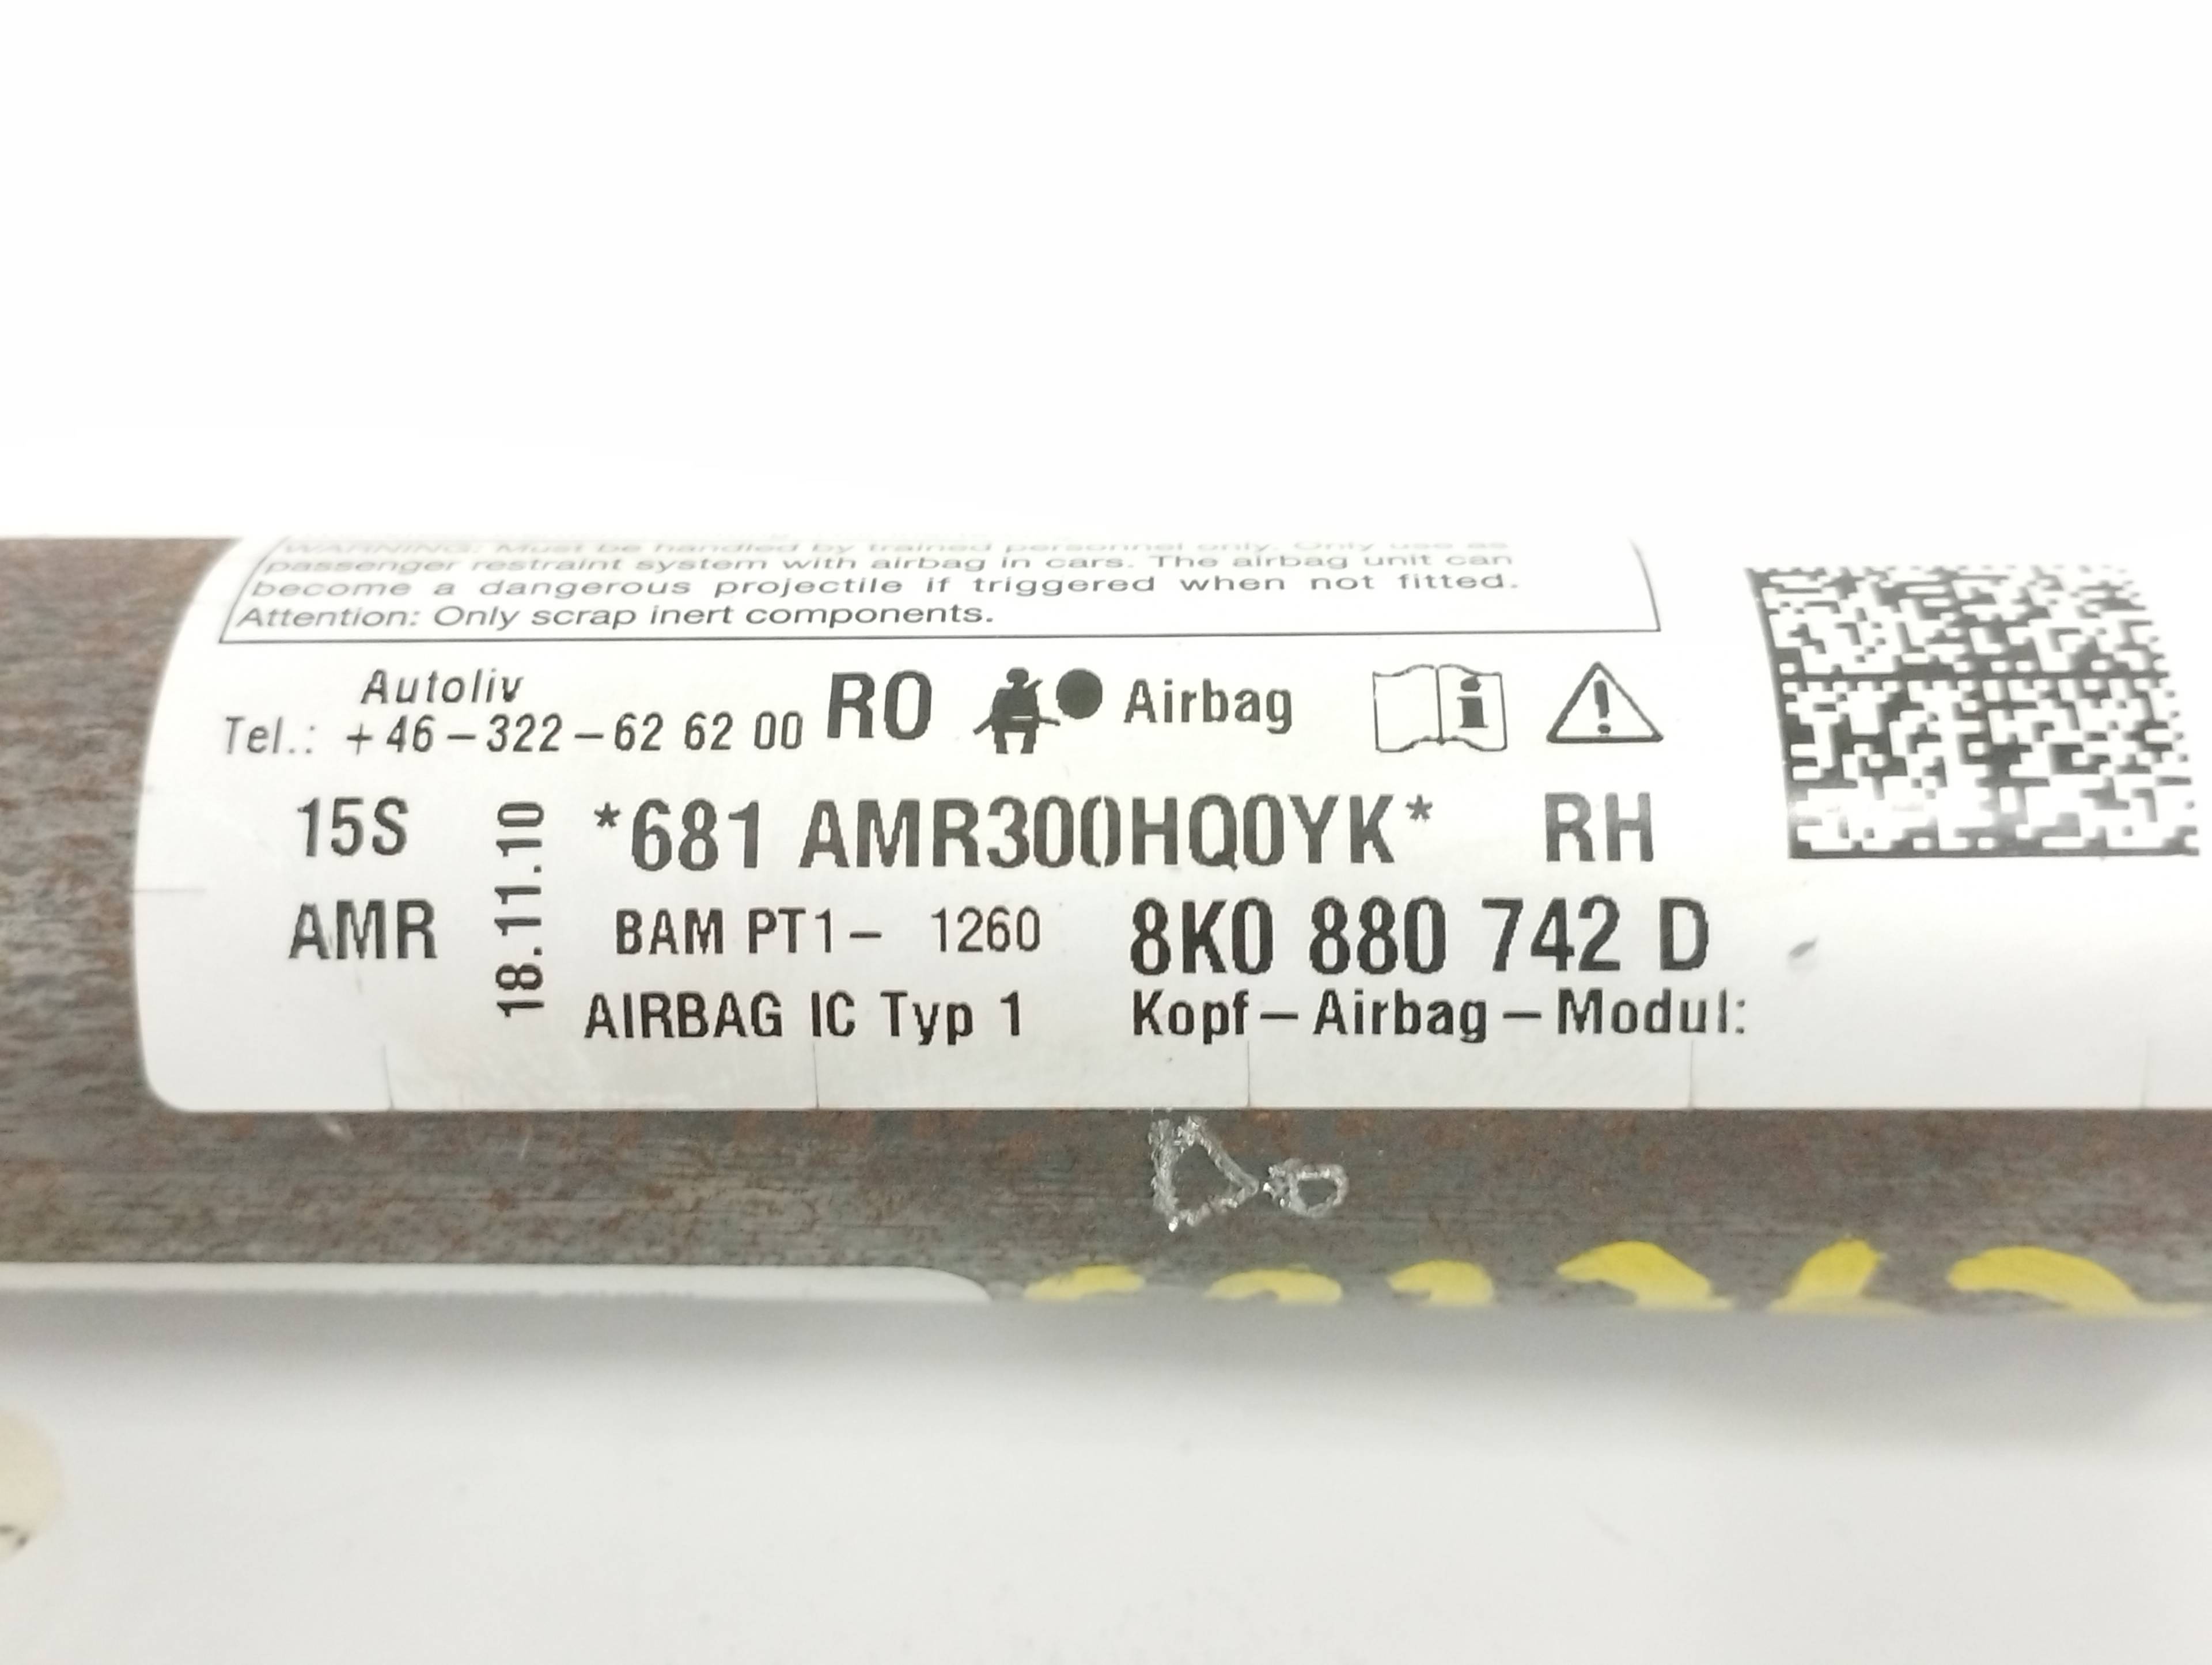 WARNING: Must be handled by trained personnel only. Only use as
passenger restraint system with airbag in cars. The airbag unit can
become a dangerous projectile if triggered when not fitted.
Attention: Only scrap inert components.
Autoliv
Tel.: +46-322-62 62 00
RO
Airbag
15S
18.11.10
*681 AMR300HQ0YK*
RH
AMR
BAM PT1- 1260
8K0 880 742 D
AIRBAG IC Typ 1
Kopf-Airbag-Modul: